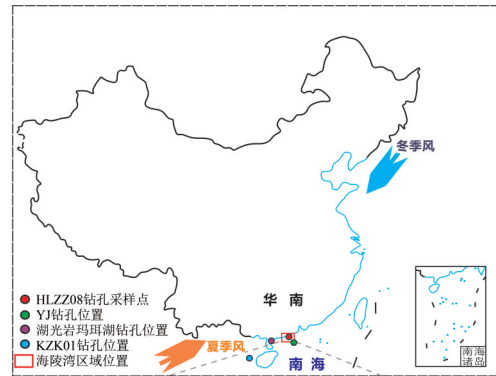 冬季风
华南
HLZZ08钻孔采样点
YJ钻孔位置
湖光岩玛珥湖钻孔位置
KZK01钻孔位置
海陵湾区域位置
夏季风
南海
南海
诸岛